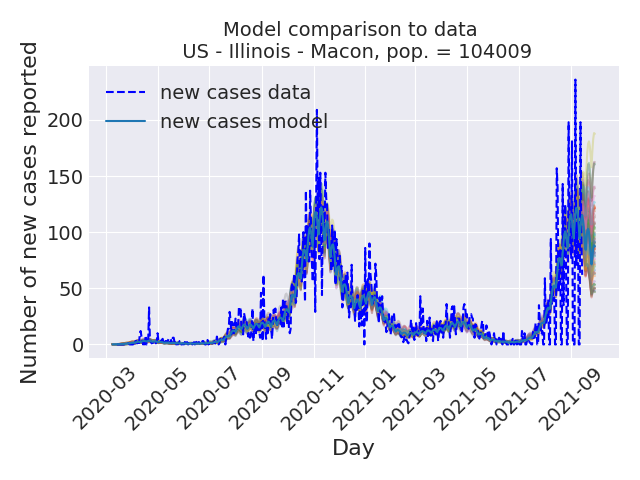 Model comparison to data
US - Illinois - Macon, pop. = 104009
new cases data
new cases model
Number of new cases reported
200
150
100
50
0
2020-03
2020-05
2020-07
2020-09
2020-11
2021-01
2021-03
2021-05
2021-07
2021-09
Day